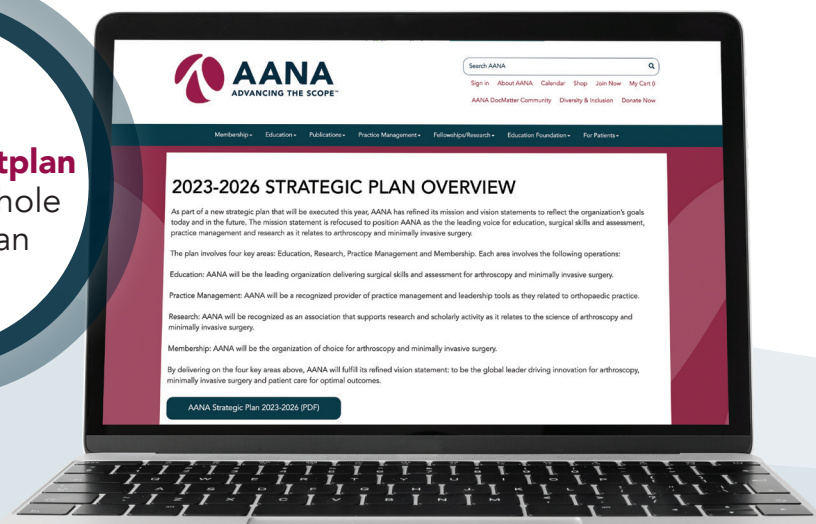 tplan
hole
an
AANA
ADVANCING THE SCOPE™
Search AANA
Sign in About AANA Calendar Shop Join Now My Cart ()
AANA DocMatter Community Diversity & Inclusion Donate Now
Membership Education Publications Practice Management Fellowships/Research Education Foundation For Patients
2023-2026 STRATEGIC PLAN OVERVIEW
As part of a new strategic plan that will be executed this year, AANA has refined its mission and vision statements to reflect the organization's goals
today and in the future. The mission statement is refocused to position AANA as the the leading voice for education, surgical skills and assessment,
practice management and research as it relates to arthroscopy and minimally invasive surgery.
The plan involves four key areas: Education, Research, Practice Management and Membership. Each area involves the following operations:
Education: AANA will be the leading organization delivering surgical skills and assessment for arthroscopy and minimally invasive surgery.
Practice Management: AANA will be a recognized provider of practice management and leadership tools as they related to orthopaedic practice.
Research: AANA will be recognized as an association that supports research and scholarly activity as it relates to the science of arthroscopy and
minimally invasive surgery.
Membership: AANA will be the organization of choice for arthroscopy and minimally invasive surgery.
By delivering on the four key areas above, AANA will fulfill its refined vision statement: to be the global leader driving innovation for arthroscopy,
minimally invasive surgery and patient care for optimal outcomes.
AANA Strategic Plan 2023-2026 (PDF)